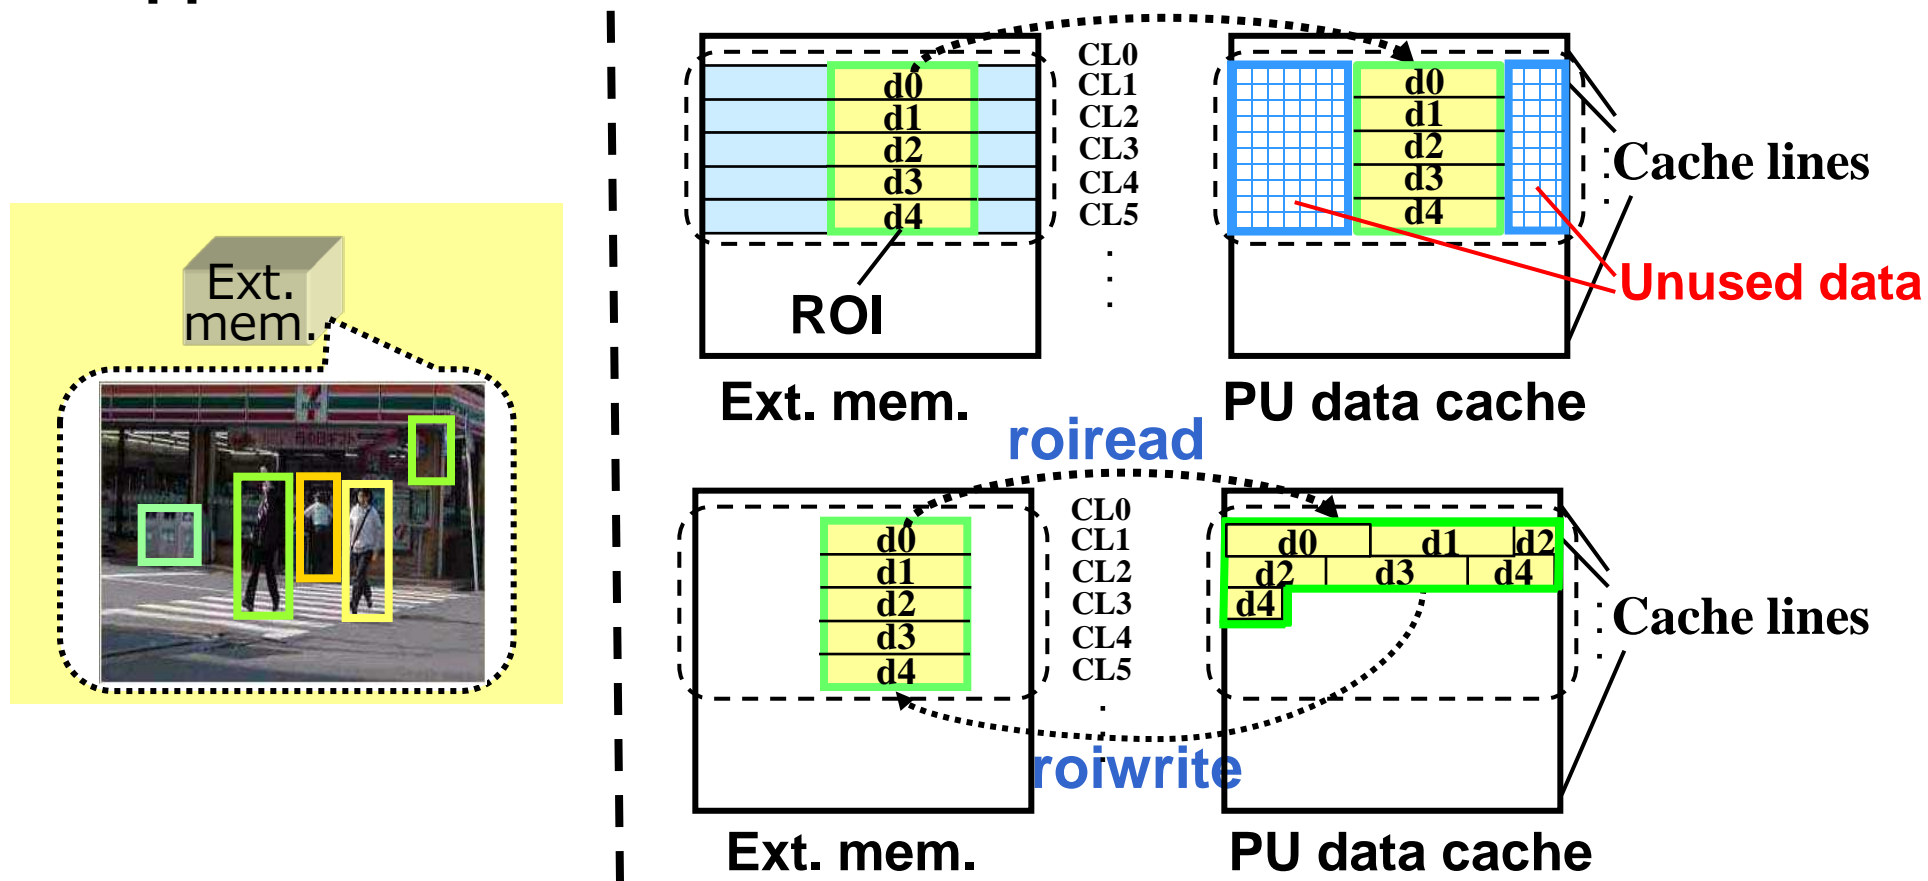 Ext.
mem.
CL0
CL1
CL2
CL3
CL4
CL5
d0
d1
d2
d3
d4
ROI
Ext. mem.
d0
d1
d2
d3
d4
Cache lines
Unused data
PU data cache
roiread
CL0
CL1
CL2
CL3
CL4
CL5
d0
d1
d2
d3
d4
d0 d1 d2
d2 d3 d4
d4
Cache lines
roiwrite
Ext. mem.
PU data cache